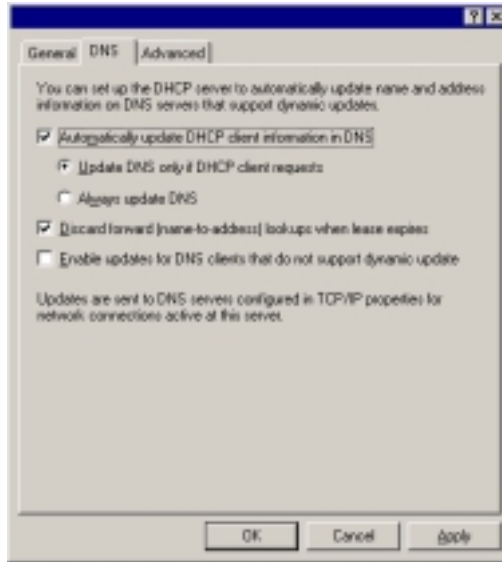 General DNS Advanced
You can set up the DHCP server to automatically update name and address
information on DNS servers that support dynamic updates.
Automatically update DHCP client information in DNS
Update DNS only if DHCP client requests
Always update DNS
Discard forward (name-to-address) lookups when lease expires
Enable updates for DNS clients that do not support dynamic update
Updates are sent to DNS servers configured in TCP/IP properties for
network connections active at this server.
OK Cancel Apply